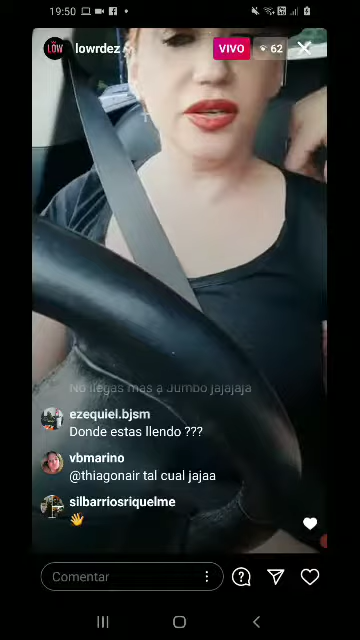 19:50
LOW
lowrdez
VIVO
62
No llegas mas a Jumbo jajajaja
ezequiel.bjsm
Donde estas llendo ???
vbmarino
@thiagonair tal cual jajaa
silbarriosriquelme
👋
Comentar